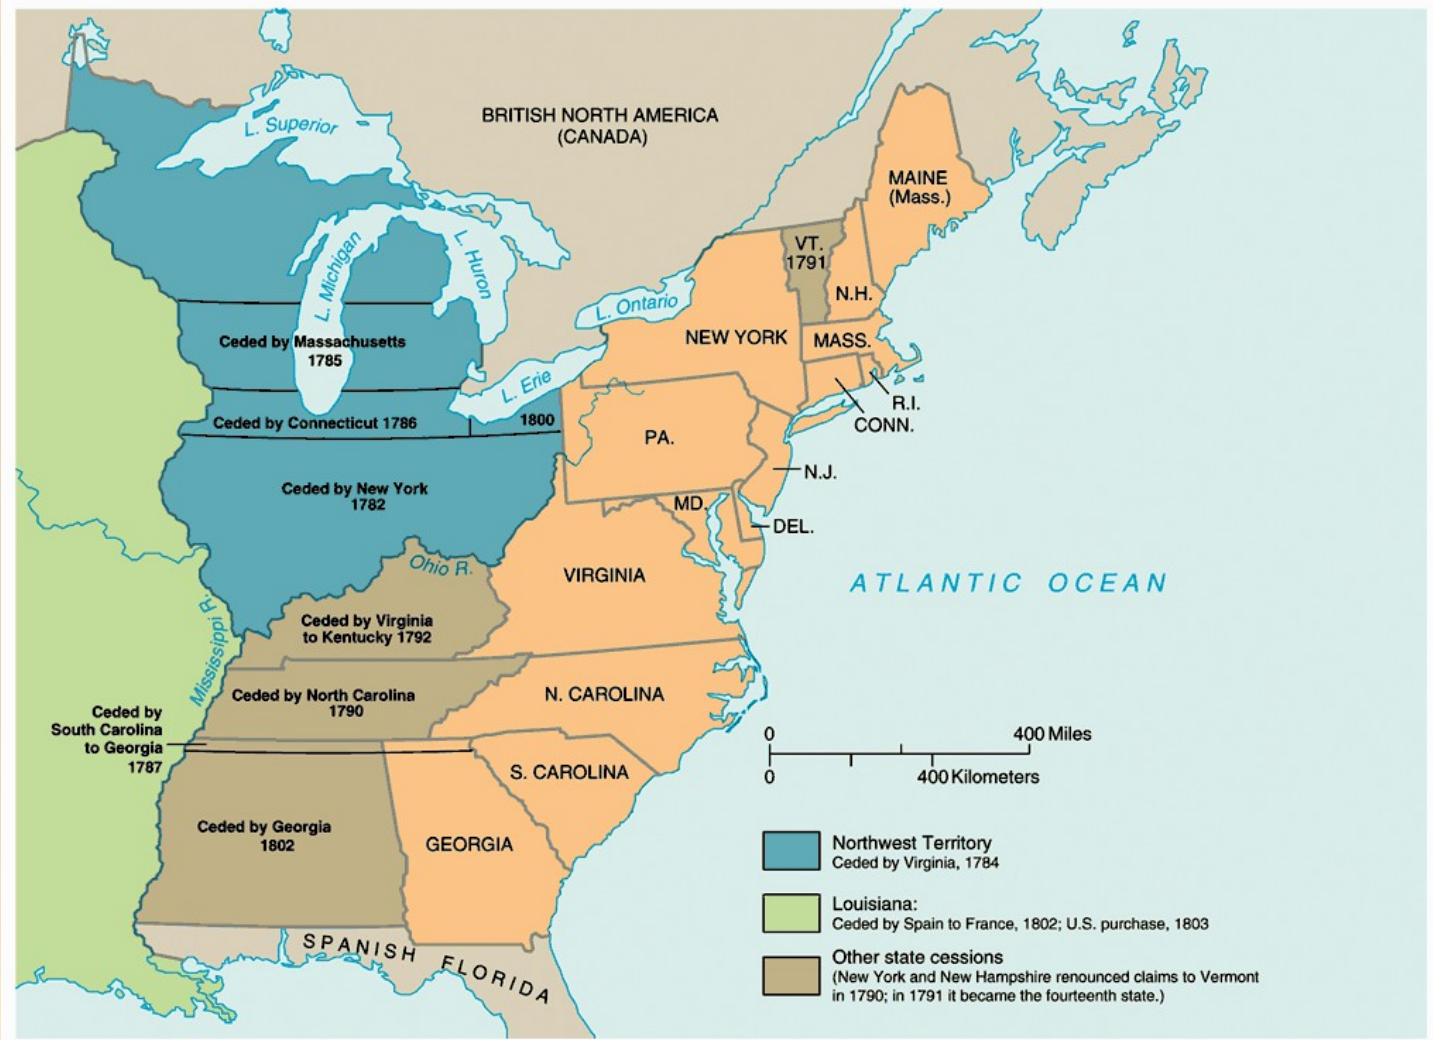 L. Superior
BRITISH NORTH AMERICA
(CANADA)
MAINE
(Mass.)
VT.
1791
L. Michigan
L. Huron
L. Ontario
N.H.
NEW YORK
MASS.
Ceded by Massachusetts
1785
L. Erie
R.I.
CONN.
Ceded by Connecticut 1786
1800
PA.
N.J.
Ceded by New York
1782
MD.
DEL.
Ohio R.
VIRGINIA
ATLANTIC OCEAN
Mississippi R.
Ceded by Virginia
to Kentucky 1792
Ceded by North Carolina
1790
N. CAROLINA
Ceded by
South Carolina
to Georgia
1787
0 400 Miles
0 400 Kilometers
S. CAROLINA
Ceded by Georgia
1802
GEORGIA
SPANISH FLORIDA
Northwest Territory
Ceded by Virginia, 1784
Louisiana:
Ceded by Spain to France, 1802; U.S. purchase, 1803
Other state cessions
(New York and New Hampshire renounced claims to Vermont
in 1790; in 1791 it became the fourteenth state.)